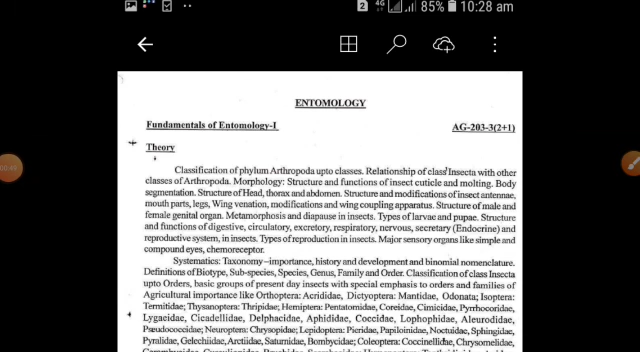 2 4G 85% 10:28 am
ENTOMOLOGY
Fundamentals of Entomology-I AG-203-3(2+1)
Theory
00:09
Classification of phylum Arthropoda upto classes. Relationship of class Insecta with other
classes of Arthropoda. Morphology: Structure and functions of insect cuticle and molting. Body
segmentation. Structure of Head, thorax and abdomen. Structure and modifications of insect antennae,
mouth parts, legs, Wing venation, modifications and wing coupling apparatus. Structure of male and
female genital organ. Metamorphosis and diapause in insects. Types of larvae and pupae. Structure
and functions of digestive, circulatory, excretory, respiratory, nervous, secretary (Endocrine) and
reproductive system, in insects. Types of reproduction in insects. Major sensory organs like simple and
compound eyes, chemoreceptor.
Systematics: Taxonomy –importance, history and development and binomial nomenclature.
Definitions of Biotype, Sub-species, Species, Genus, Family and Order. Classification of class Insecta
upto Orders, basic groups of present day insects with special emphasis to orders and families of
Agricultural importance like Orthoptera: Acrididae, Dictyoptera: Mantidae, Odonata; Isoptera:
Termitidae; Thysanoptera: Thripidae; Hemiptera: Pentatomidae, Coreidae, Cimicidae, Pyrrhocoridae,
Lygaeidae, Cicadellidae, Delphacidae, Aphididae, Coccidae, Lophophidae, Aleurodidae,
Pseudococcidae; Neuroptera: Chrysopidae; Lepidoptera: Pieridae, Papiloinidae, Noctuidae, Sphingidae,
Pyralidae, Gelechiidae, Arctiidae, Saturnidae, Bombycidae; Coleoptera: Coccinellidae, Chrysomelidae,